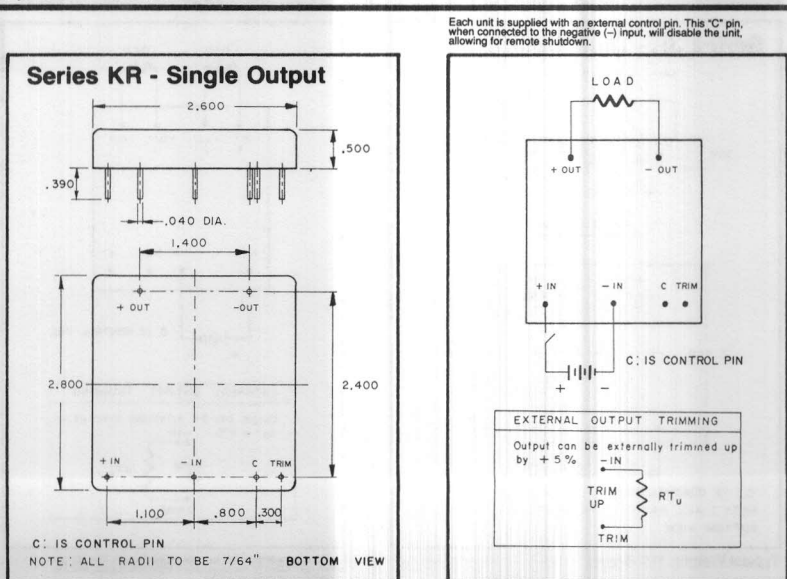 Each unit is supplied with an external control pin. This "C" pin,
when connected to the negative (–) input, will disable the unit,
allowing for remote shutdown.
Series KR - Single Output
2.600
.500
.390
.040 DIA.
1.400
+ OUT
-OUT
2.800
2.400
+ IN
- IN
C
TRIM
1.100
.800
.300
C: IS CONTROL PIN
NOTE: ALL RADII TO BE 7/64" BOTTOM VIEW
LOAD
+ OUT
- OUT
+ IN
- IN
C
TRIM
+
-
C: IS CONTROL PIN
EXTERNAL OUTPUT TRIMMING
Output can be externally trimined up
by + 5%
-IN
TRIM
UP
RTu
TRIM